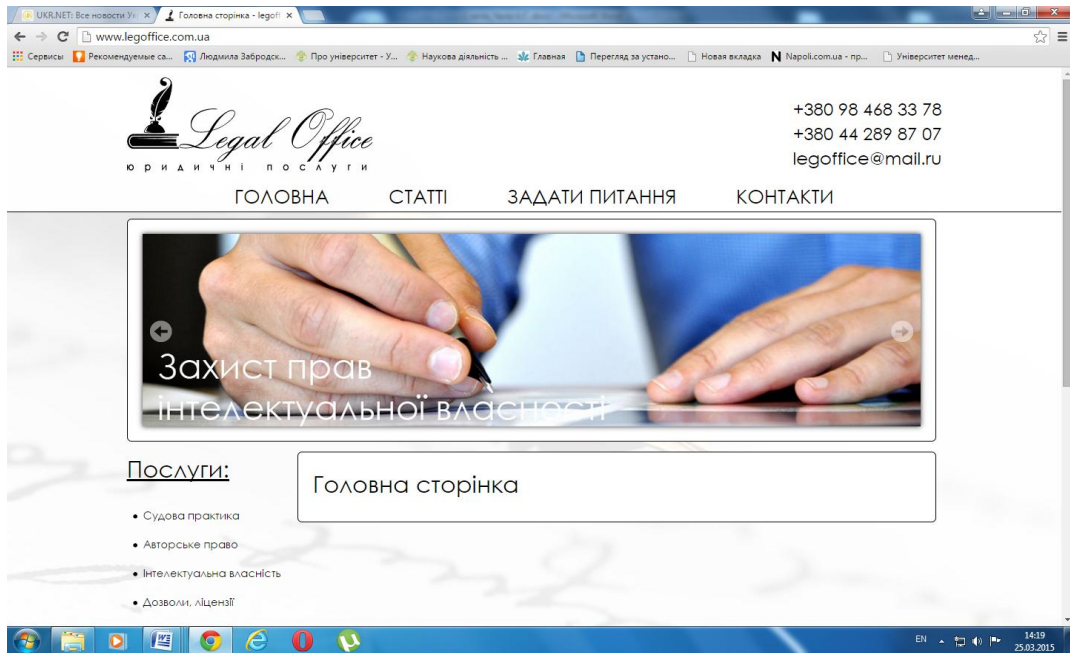 UKR.NET: Все новости Ук
Головна сторінка - legoff
www.legoffice.com.ua
Сервисы
Рекомендуемые са...
Людмила Забродск...
Про університет - У...
Наукова діяльність ...
Главная
Перегляд за устано...
Новая вкладка
Napoli.com.ua - пр...
Університет менед...
Legal Office
юридичні послуги
+380 98 468 33 78
+380 44 289 87 07
legoffice@mail.ru
ГОЛОВНА
СТАТТІ
ЗАДАТИ ПИТАННЯ
КОНТАКТИ
Захист прав
інтелектуальної власності
Послуги:
Головна сторінка
• Судова практика
• Авторське право
• Інтелектуальна власність
• Дозволи, ліцензії
EN
14:19
25.03.2015